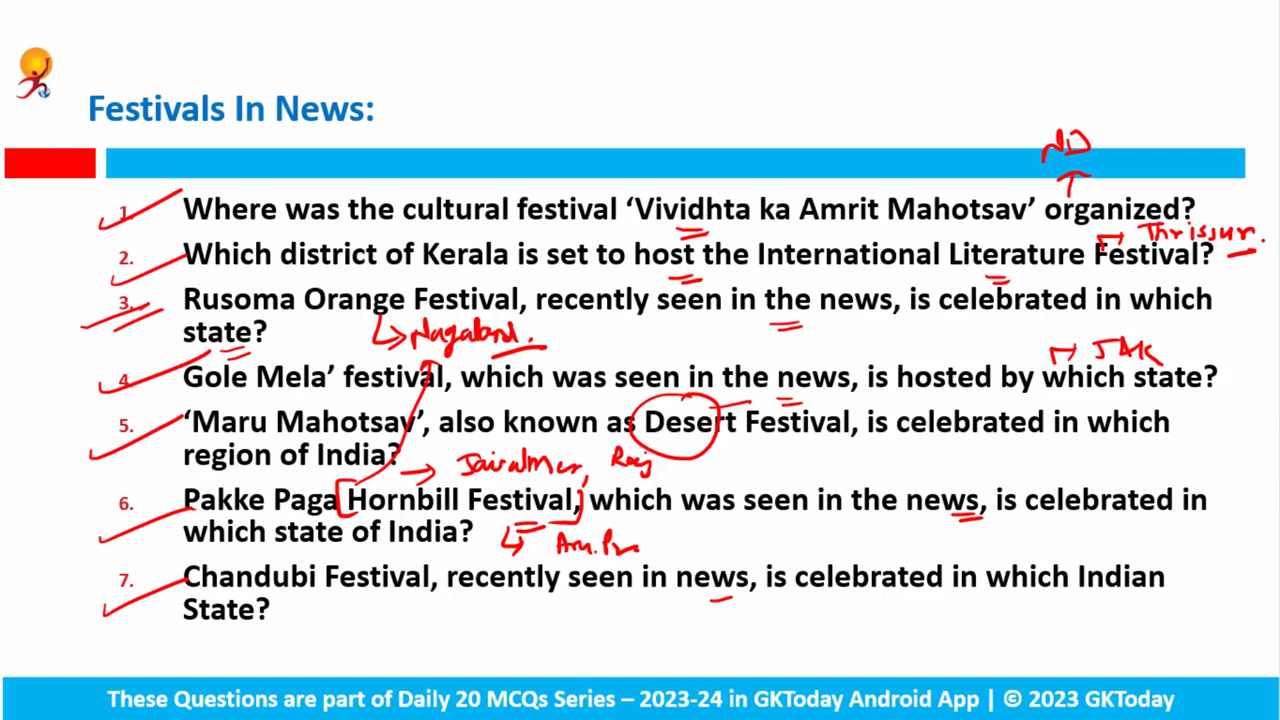 Festivals In News:
ND
1. Where was the cultural festival ‘Vividhta ka Amrit Mahotsav’ organized?
Thrissur.
2. Which district of Kerala is set to host the International Literature Festival?
3. Rusoma Orange Festival, recently seen in the news, is celebrated in which
state?
Nagaland.
J&K
4. Gole Mela’ festival, which was seen in the news, is hosted by which state?
5. ‘Maru Mahotsav’, also known as Desert Festival, is celebrated in which
region of India?
Jaisalmer, Raj
6. Pakke Paga Hornbill Festival, which was seen in the news, is celebrated in
which state of India?
7. Chandubi Festival, recently seen in news, is celebrated in which Indian
State?
These Questions are part of Daily 20 MCQs Series – 2023-24 in GKToday Android App | © 2023 GKToday